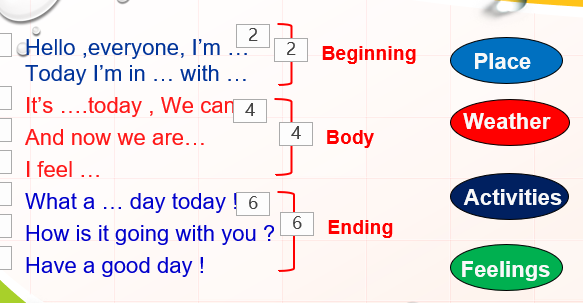 Hello ,everyone, I'm … 2
2 Beginning
Today I'm in … with …
Place
It's ….today , We can 4
Weather
And now we are…
4 Body
I feel …
What a … day today ! 6
Activities
How is it going with you ?
6 Ending
Have a good day !
Feelings